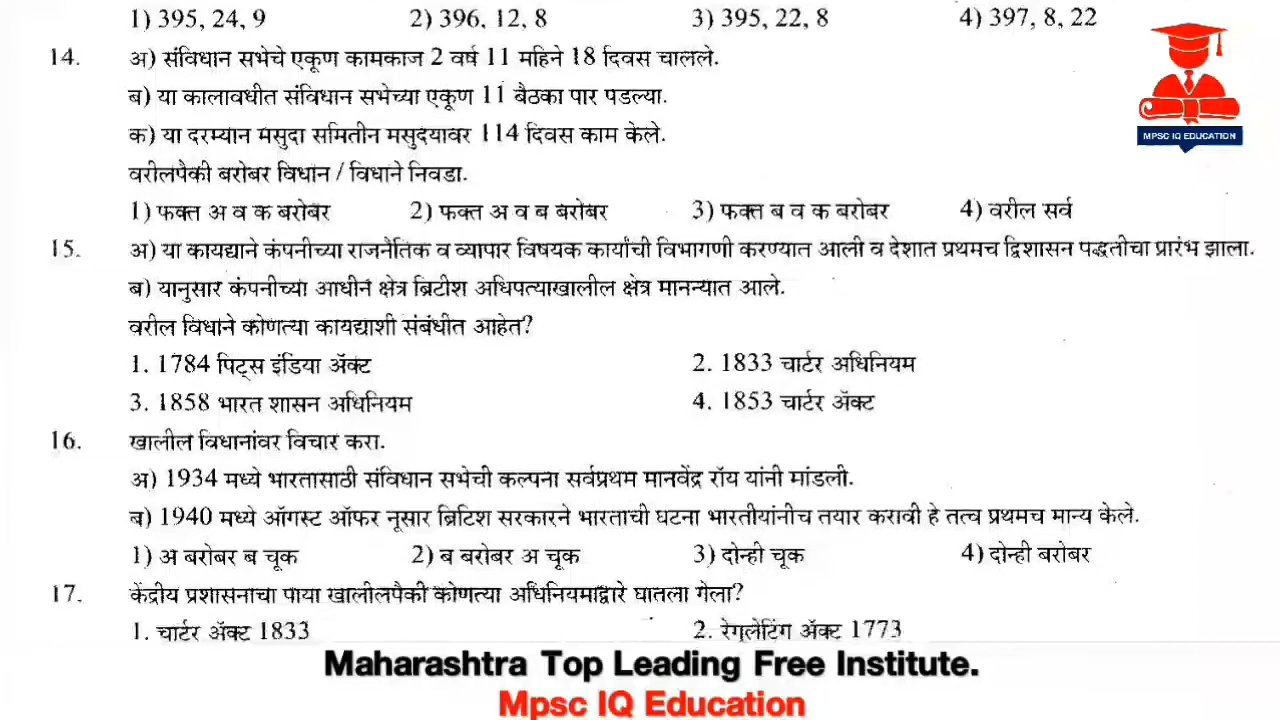 1) 395, 24, 9 2) 396, 12, 8 3) 395, 22, 8 4) 397, 8, 22
14. अ) संविधान सभेचे एकूण कामकाज 2 वर्ष 11 महिने 18 दिवस चालले.
ब) या कालावधीत संविधान सभेच्या एकूण 11 बैठका पार पडल्या.
क) या दरम्यान मसुदा समितीन मसुदयावर 114 दिवस काम केले.
वरीलपैकी बरोबर विधान / विधाने निवडा.
1) फक्त अ व क बरोबर 2) फक्त अ व ब बरोबर 3) फक्त ब व क बरोबर 4) वरील सर्व
15. अ) या कायद्याने कंपनीच्या राजनैतिक व व्यापार विषयक कार्यांची विभागणी करण्यात आली व देशात प्रथमच द्विशासन पद्धतीचा प्रारंभ झाला.
ब) यानुसार कंपनीच्या आधीन क्षेत्र ब्रिटीश अधिपत्याखालील क्षेत्र मानन्यात आले.
वरील विधाने कोणत्या कायद्याशी संबंधीत आहेत?
1. 1784 पिट्स इंडिया ॲक्ट 2. 1833 चार्टर अधिनियम
3. 1858 भारत शासन अधिनियम 4. 1853 चार्टर ॲक्ट
16. खालील विधानांवर विचार करा.
अ) 1934 मध्ये भारतासाठी संविधान सभेची कल्पना सर्वप्रथम मानवेंद्र रॉय यांनी मांडली.
ब) 1940 मध्ये ऑगस्ट ऑफर नूसार ब्रिटिश सरकारने भारताची घटना भारतीयांनीच तयार करावी हे तत्व प्रथमच मान्य केले.
1) अ बरोबर ब चूक 2) ब बरोबर अ चूक 3) दोन्ही चूक 4) दोन्ही बरोबर
17. केंद्रीय प्रशासनाचा पाया खालीलपैकी कोणत्या अधिनियमाद्वारे घातला गेला?
1. चार्टर ॲक्ट 1833 2. रेगुलेटिंग ॲक्ट 1773
MPSC IQ EDUCATION
Maharashtra Top Leading Free Institute.
Mpsc IQ Education